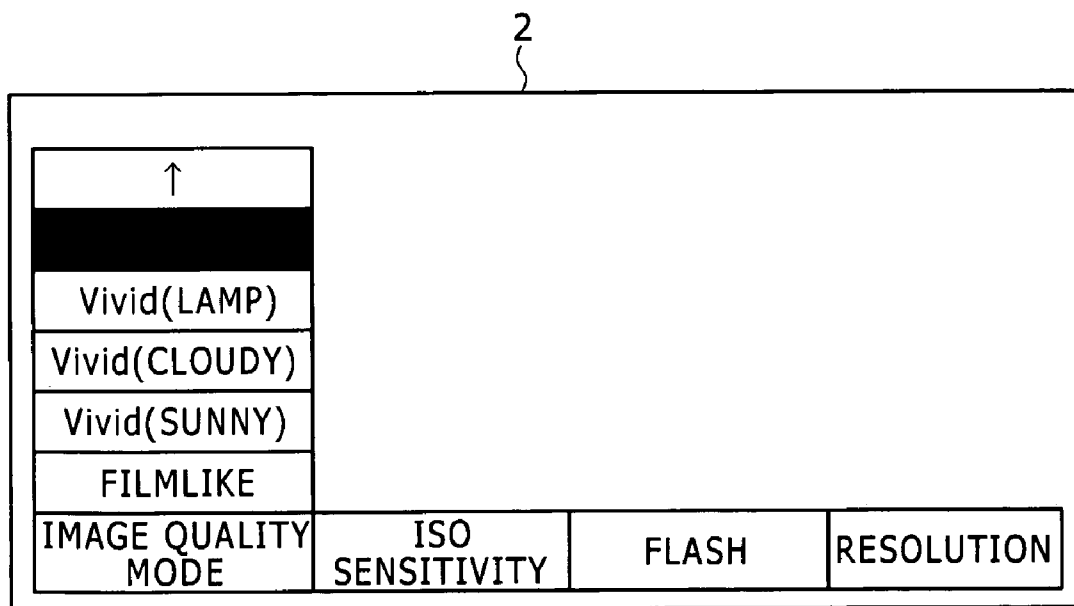 2
↑
Vivid(LAMP)
Vivid(CLOUDY)
Vivid(SUNNY)
FILMLIKE
IMAGE QUALITY
MODE
ISO
SENSITIVITY
FLASH
RESOLUTION